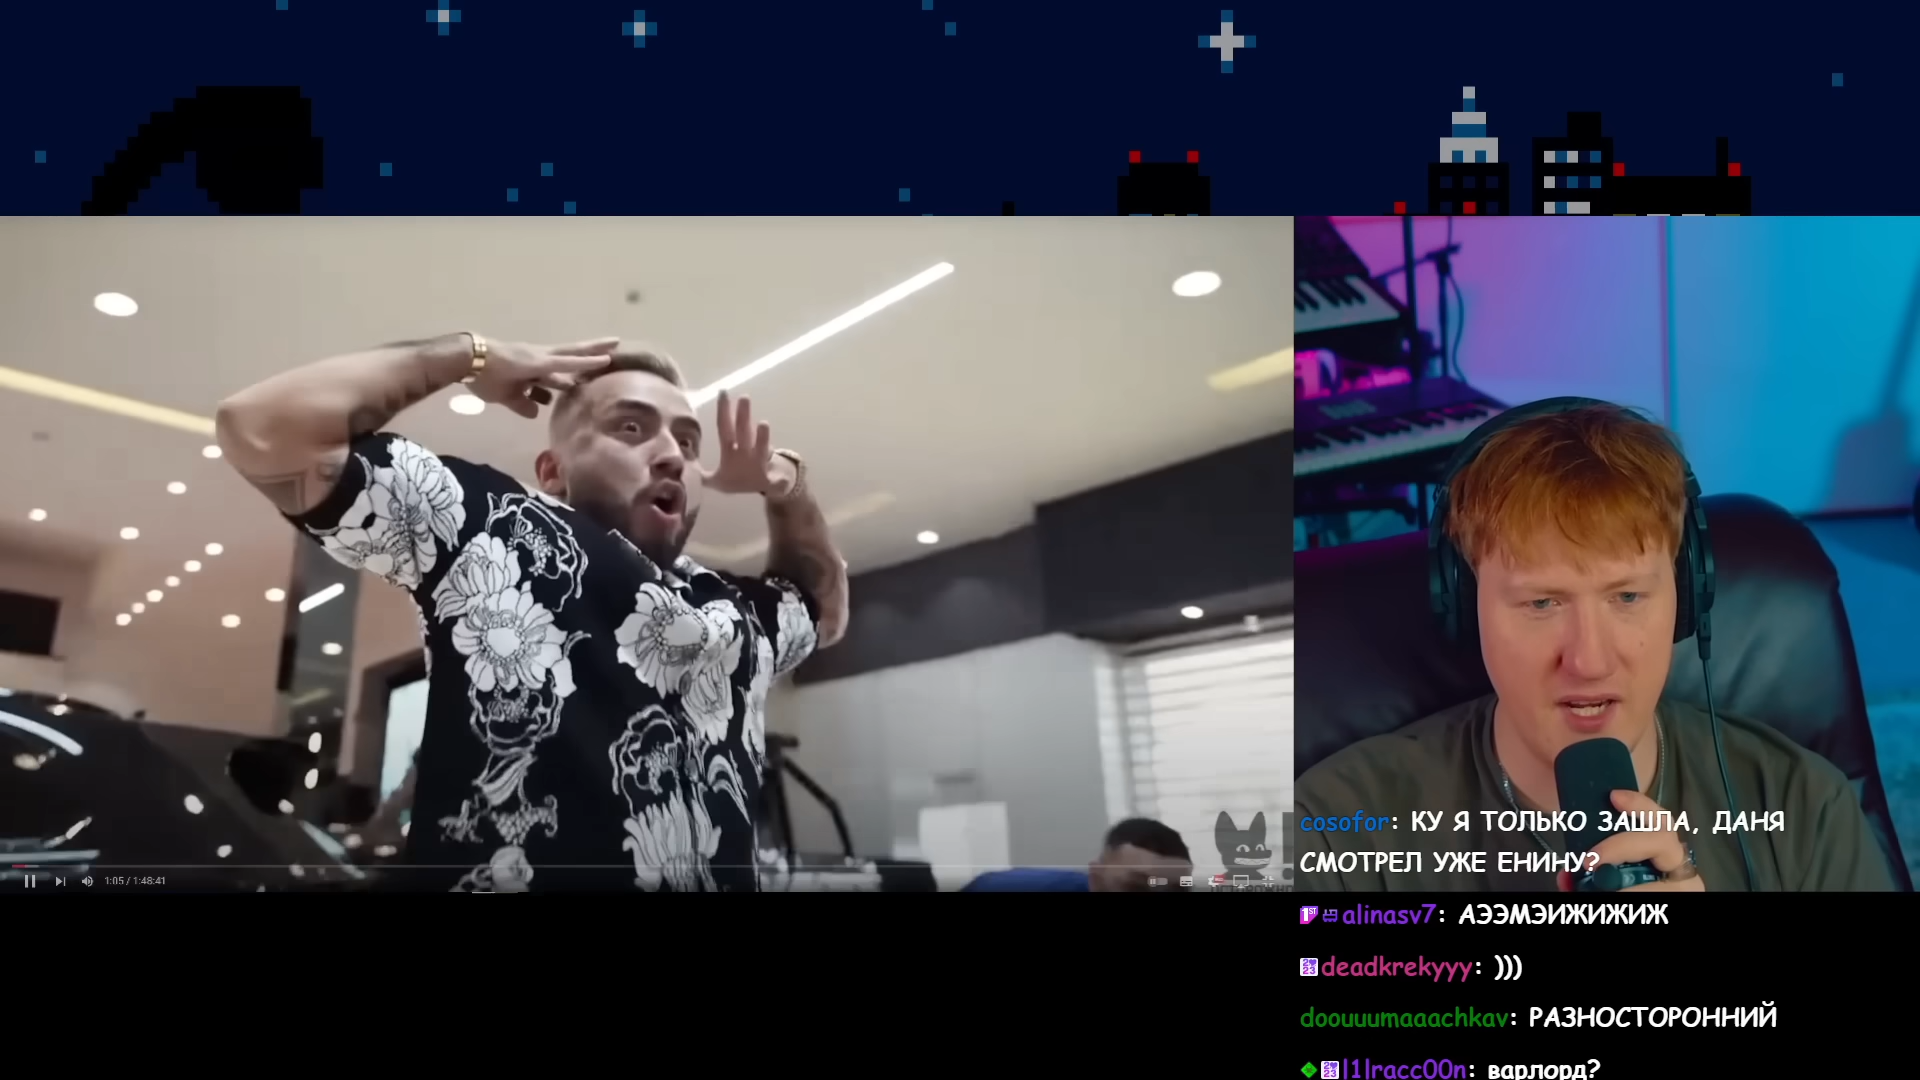 1:05 / 1:48:41
cosofor: КУ Я ТОЛЬКО ЗАШЛА, ДАНЯ
СМОТРЕЛ УЖЕ ЕНИНУ?
alinasv7: АЭЭМЭИЖИЖИЖ
deadkrekyyy: )))
doouuumaaachkav: РАЗНОСТОРОННИЙ
l1lracc00n: варлорд?